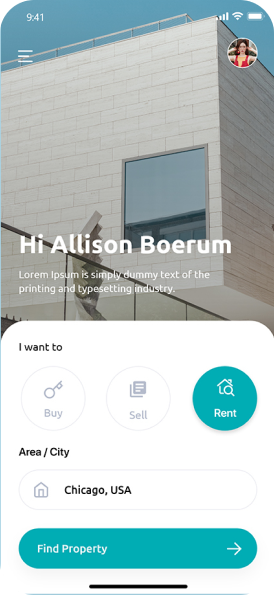 9:41
Hi Allison Boerum
Lorem Ipsum is simply dummy text of the
printing and typesetting industry.
I want to
Buy
Sell
Rent
Area / City
Chicago, USA
Find Property